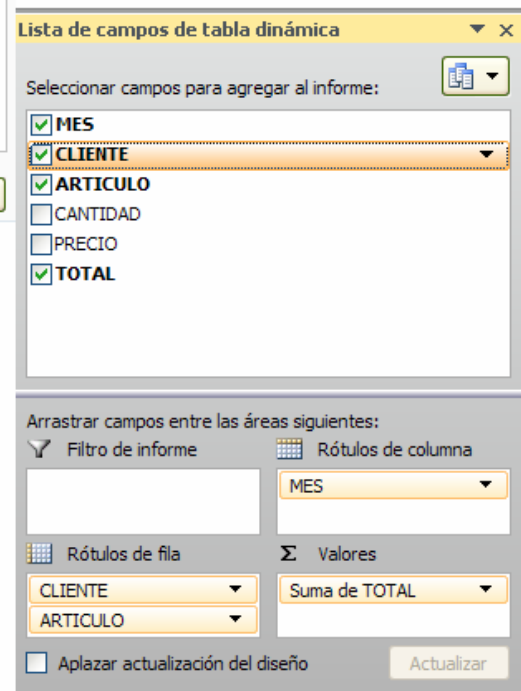 Lista de campos de tabla dinámica
Seleccionar campos para agregar al informe:
MES
CLIENTE
ARTICULO
CANTIDAD
PRECIO
TOTAL
Arrastrar campos entre las áreas siguientes:
Filtro de informe
Rótulos de columna
MES
Rótulos de fila
Σ Valores
CLIENTE
Suma de TOTAL
ARTICULO
Aplazar actualización del diseño
Actualizar